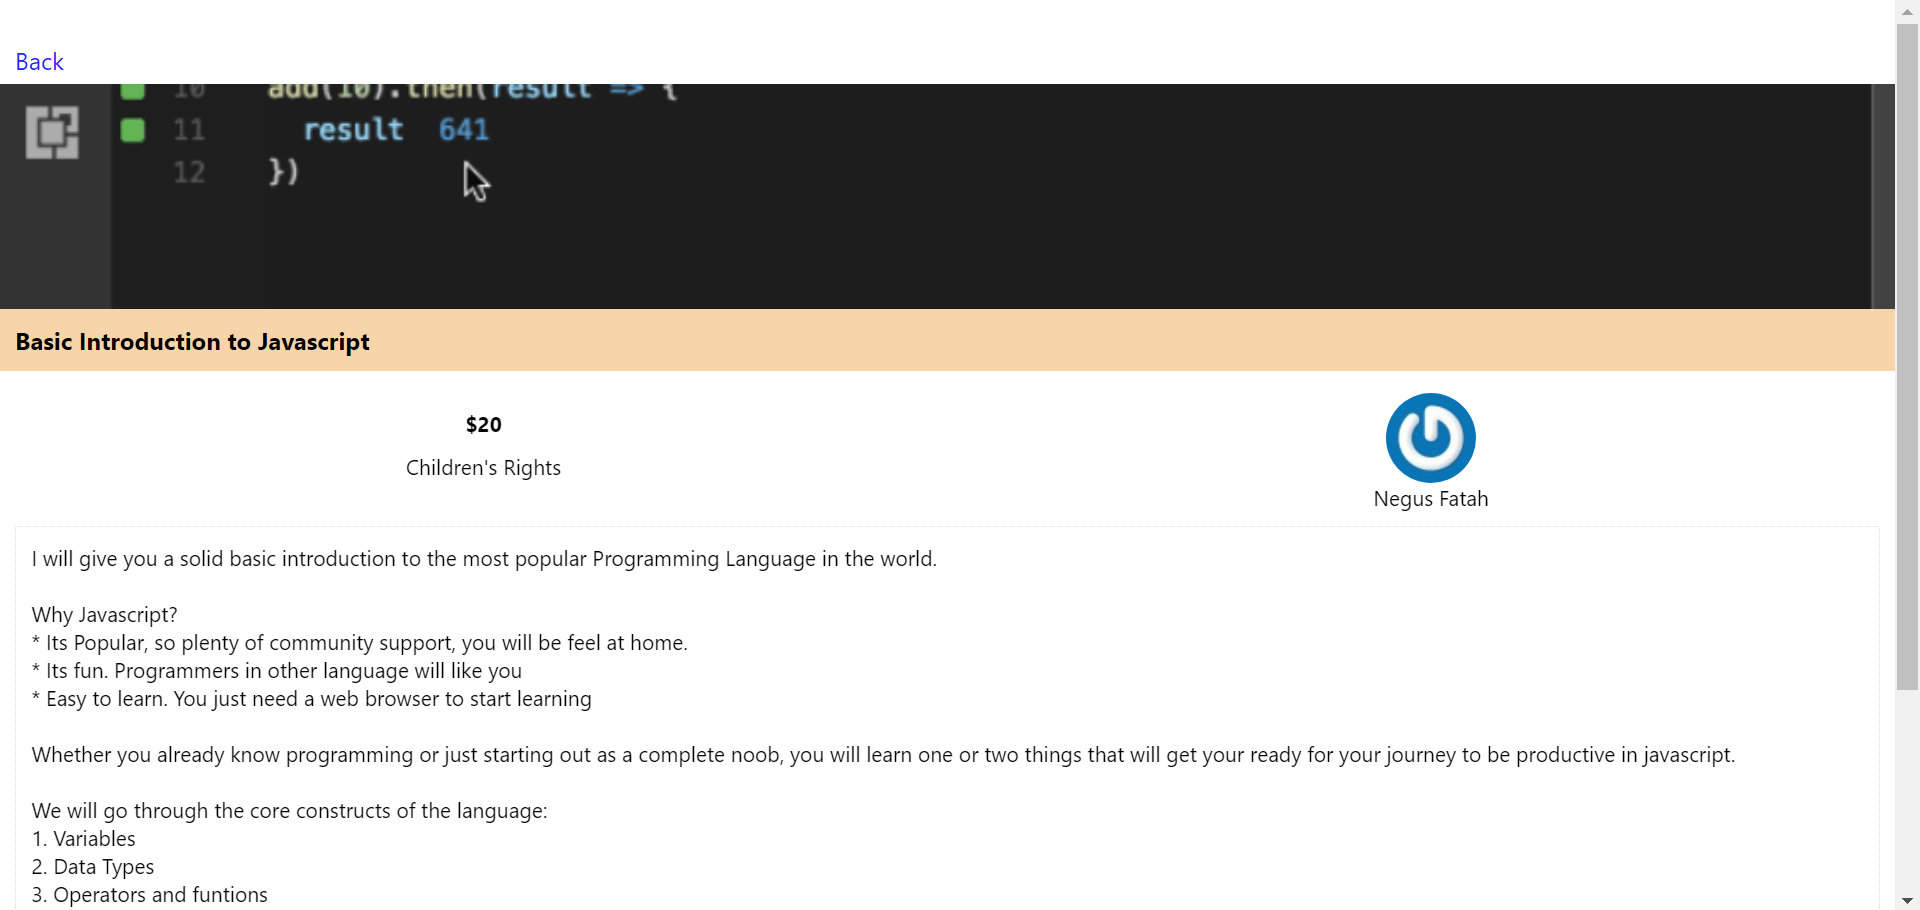 Back
10 add(10).then(result => {
11 result 641
12 })
Basic Introduction to Javascript
$20
Children's Rights
Negus Fatah
I will give you a solid basic introduction to the most popular Programming Language in the world.
Why Javascript?
* Its Popular, so plenty of community support, you will be feel at home.
* Its fun. Programmers in other language will like you
* Easy to learn. You just need a web browser to start learning
Whether you already know programming or just starting out as a complete noob, you will learn one or two things that will get your ready for your journey to be productive in javascript.
We will go through the core constructs of the language:
1. Variables
2. Data Types
3. Operators and funtions